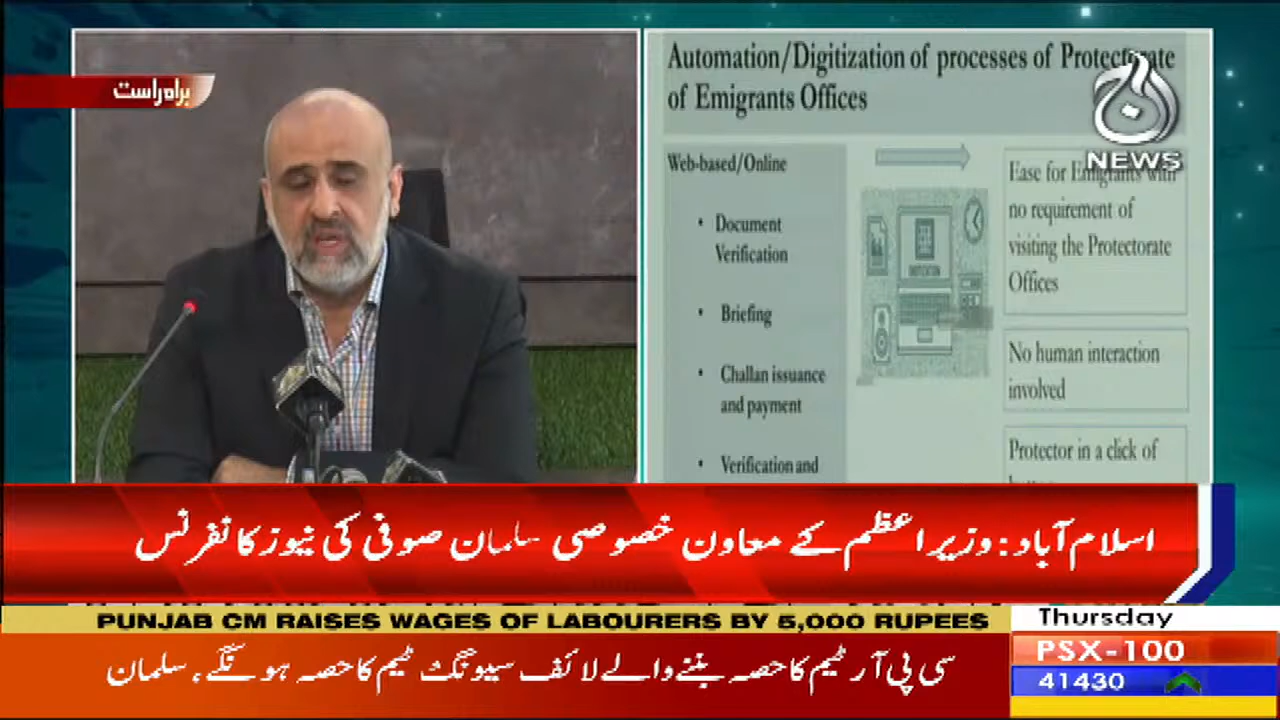 براہ راست
Automation/Digitization of processes of Protectorate
of Emigrants Offices
NEWS
Web-based/Online
• Document
Verification
• Briefing
• Challan issuance
and payment
• Verification and
Ease for Emigrants with
no requirement of
visiting the Protectorate
Offices
No human interaction
involved
Protector in a click of
اسلام آباد: وزیراعظم کے معاون خصوصی سلمان صوفی کی نیوز کانفرنس
PUNJAB CM RAISES WAGES OF LABOURERS BY 5,000 RUPEES
سی پی آر ٹیم کا حصہ بننے والے لائف سیونگ ٹیم کا حصہ ہونگے، سلمان
Thursday
PSX-100
41430